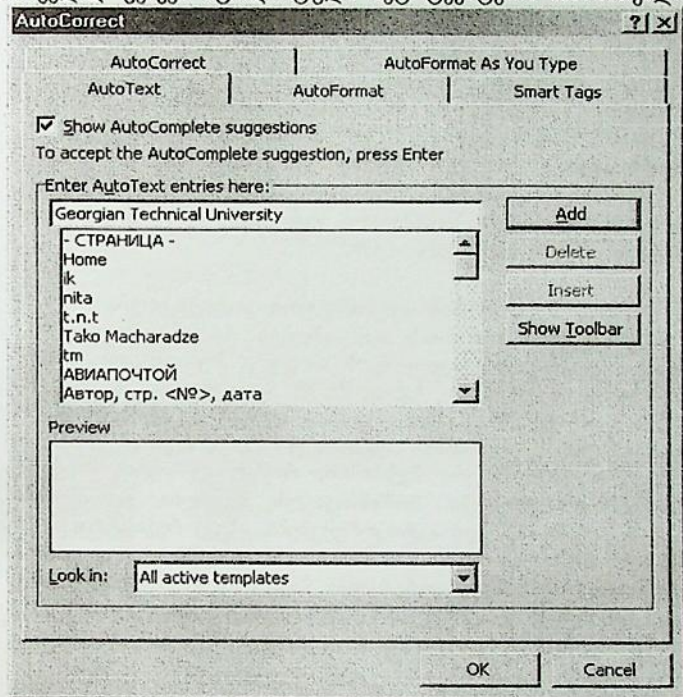 AutoCorrect
AutoCorrect AutoFormat As You Type
AutoText AutoFormat Smart Tags
Show AutoComplete suggestions
To accept the AutoComplete suggestion, press Enter
Enter AutoText entries here:
Georgian Technical University
Add
- СТРАНИЦА -
Home
ik
nita
t.n.t
Tako Macharadze
tm
АВИАПОЧТОЙ
Автор, стр. <№>, дата
Delete
Insert
Show Toolbar
Preview
Look in: All active templates
OK Cancel